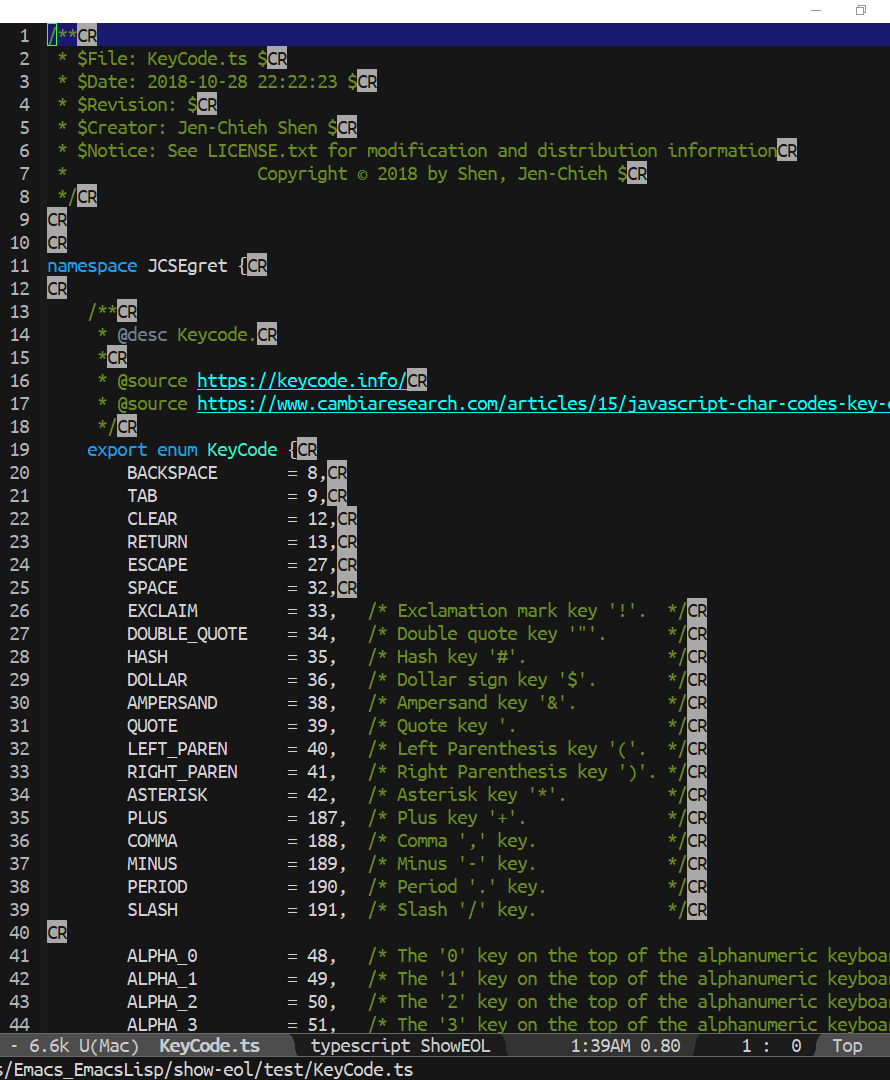 1 /**CR
2  * $File: KeyCode.ts $CR
3  * $Date: 2018-10-28 22:22:23 $CR
4  * $Revision: $CR
5  * $Creator: Jen-Chieh Shen $CR
6  * $Notice: See LICENSE.txt for modification and distribution informationCR
7  *                   Copyright © 2018 by Shen, Jen-Chieh $CR
8  */CR
9 CR
10 CR
11 namespace JCSEgret {CR
12 CR
13     /**CR
14      * @desc Keycode.CR
15      *CR
16      * @source https://keycode.info/CR
17      * @source https://www.cambiaresearch.com/articles/15/javascript-char-codes-key-
18      */CR
19     export enum KeyCode {CR
20         BACKSPACE       = 8,CR
21         TAB             = 9,CR
22         CLEAR           = 12,CR
23         RETURN          = 13,CR
24         ESCAPE          = 27,CR
25         SPACE           = 32,CR
26         EXCLAIM         = 33,   /* Exclamation mark key '!'.  */CR
27         DOUBLE_QUOTE    = 34,   /* Double quote key '"'.      */CR
28         HASH            = 35,   /* Hash key '#'.              */CR
29         DOLLAR          = 36,   /* Dollar sign key '$'.       */CR
30         AMPERSAND       = 38,   /* Ampersand key '&'.         */CR
31         QUOTE           = 39,   /* Quote key '.               */CR
32         LEFT_PAREN      = 40,   /* Left Parenthesis key '('.  */CR
33         RIGHT_PAREN     = 41,   /* Right Parenthesis key ')'. */CR
34         ASTERISK        = 42,   /* Asterisk key '*'.          */CR
35         PLUS            = 187,  /* Plus key '+'.              */CR
36         COMMA           = 188,  /* Comma ',' key.             */CR
37         MINUS           = 189,  /* Minus '-' key.             */CR
38         PERIOD          = 190,  /* Period '.' key.            */CR
39         SLASH           = 191,  /* Slash '/' key.             */CR
40 CR
41         ALPHA_0         = 48,   /* The '0' key on the top of the alphanumeric keyboa
42         ALPHA_1         = 49,   /* The '1' key on the top of the alphanumeric keyboa
43         ALPHA_2         = 50,   /* The '2' key on the top of the alphanumeric keyboa
44         ALPHA_3         = 51,   /* The '3' key on the top of the alphanumeric keyboa
- 6.6k U(Mac)  KeyCode.ts  typescript ShowEOL  1:39AM 0.80  1 :  0  Top
s/Emacs_EmacsLisp/show-eol/test/KeyCode.ts